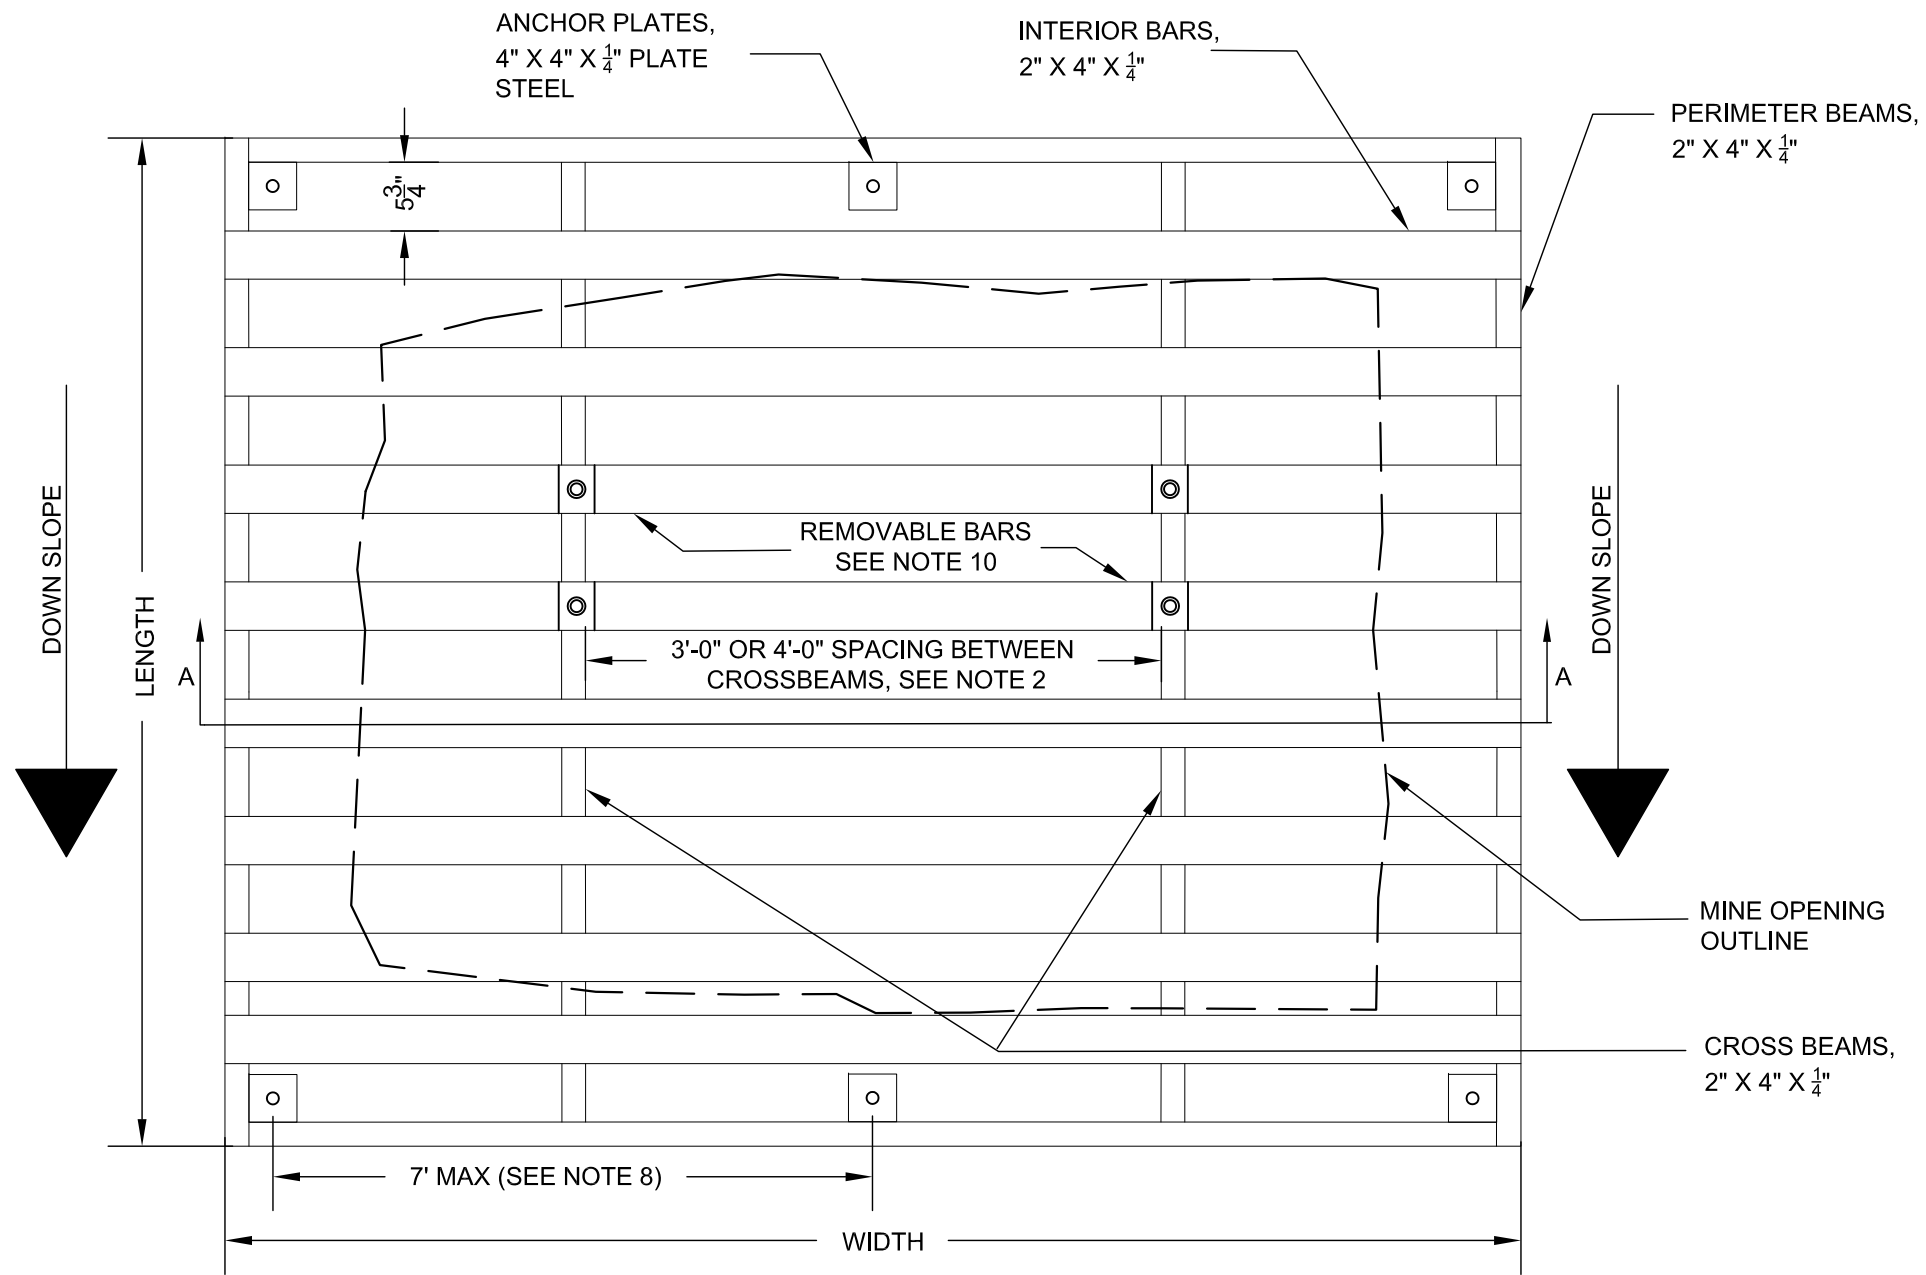 ANCHOR PLATES,
4" X 4" X 1/4" PLATE
STEEL
INTERIOR BARS,
2" X 4" X 1/4"
PERIMETER BEAMS,
2" X 4" X 1/4"
5 3/4"
DOWN SLOPE
LENGTH
A
REMOVABLE BARS
SEE NOTE 10
3'-0" OR 4'-0" SPACING BETWEEN
CROSSBEAMS, SEE NOTE 2
DOWN SLOPE
A
MINE OPENING
OUTLINE
CROSS BEAMS,
2" X 4" X 1/4"
7' MAX (SEE NOTE 8)
WIDTH